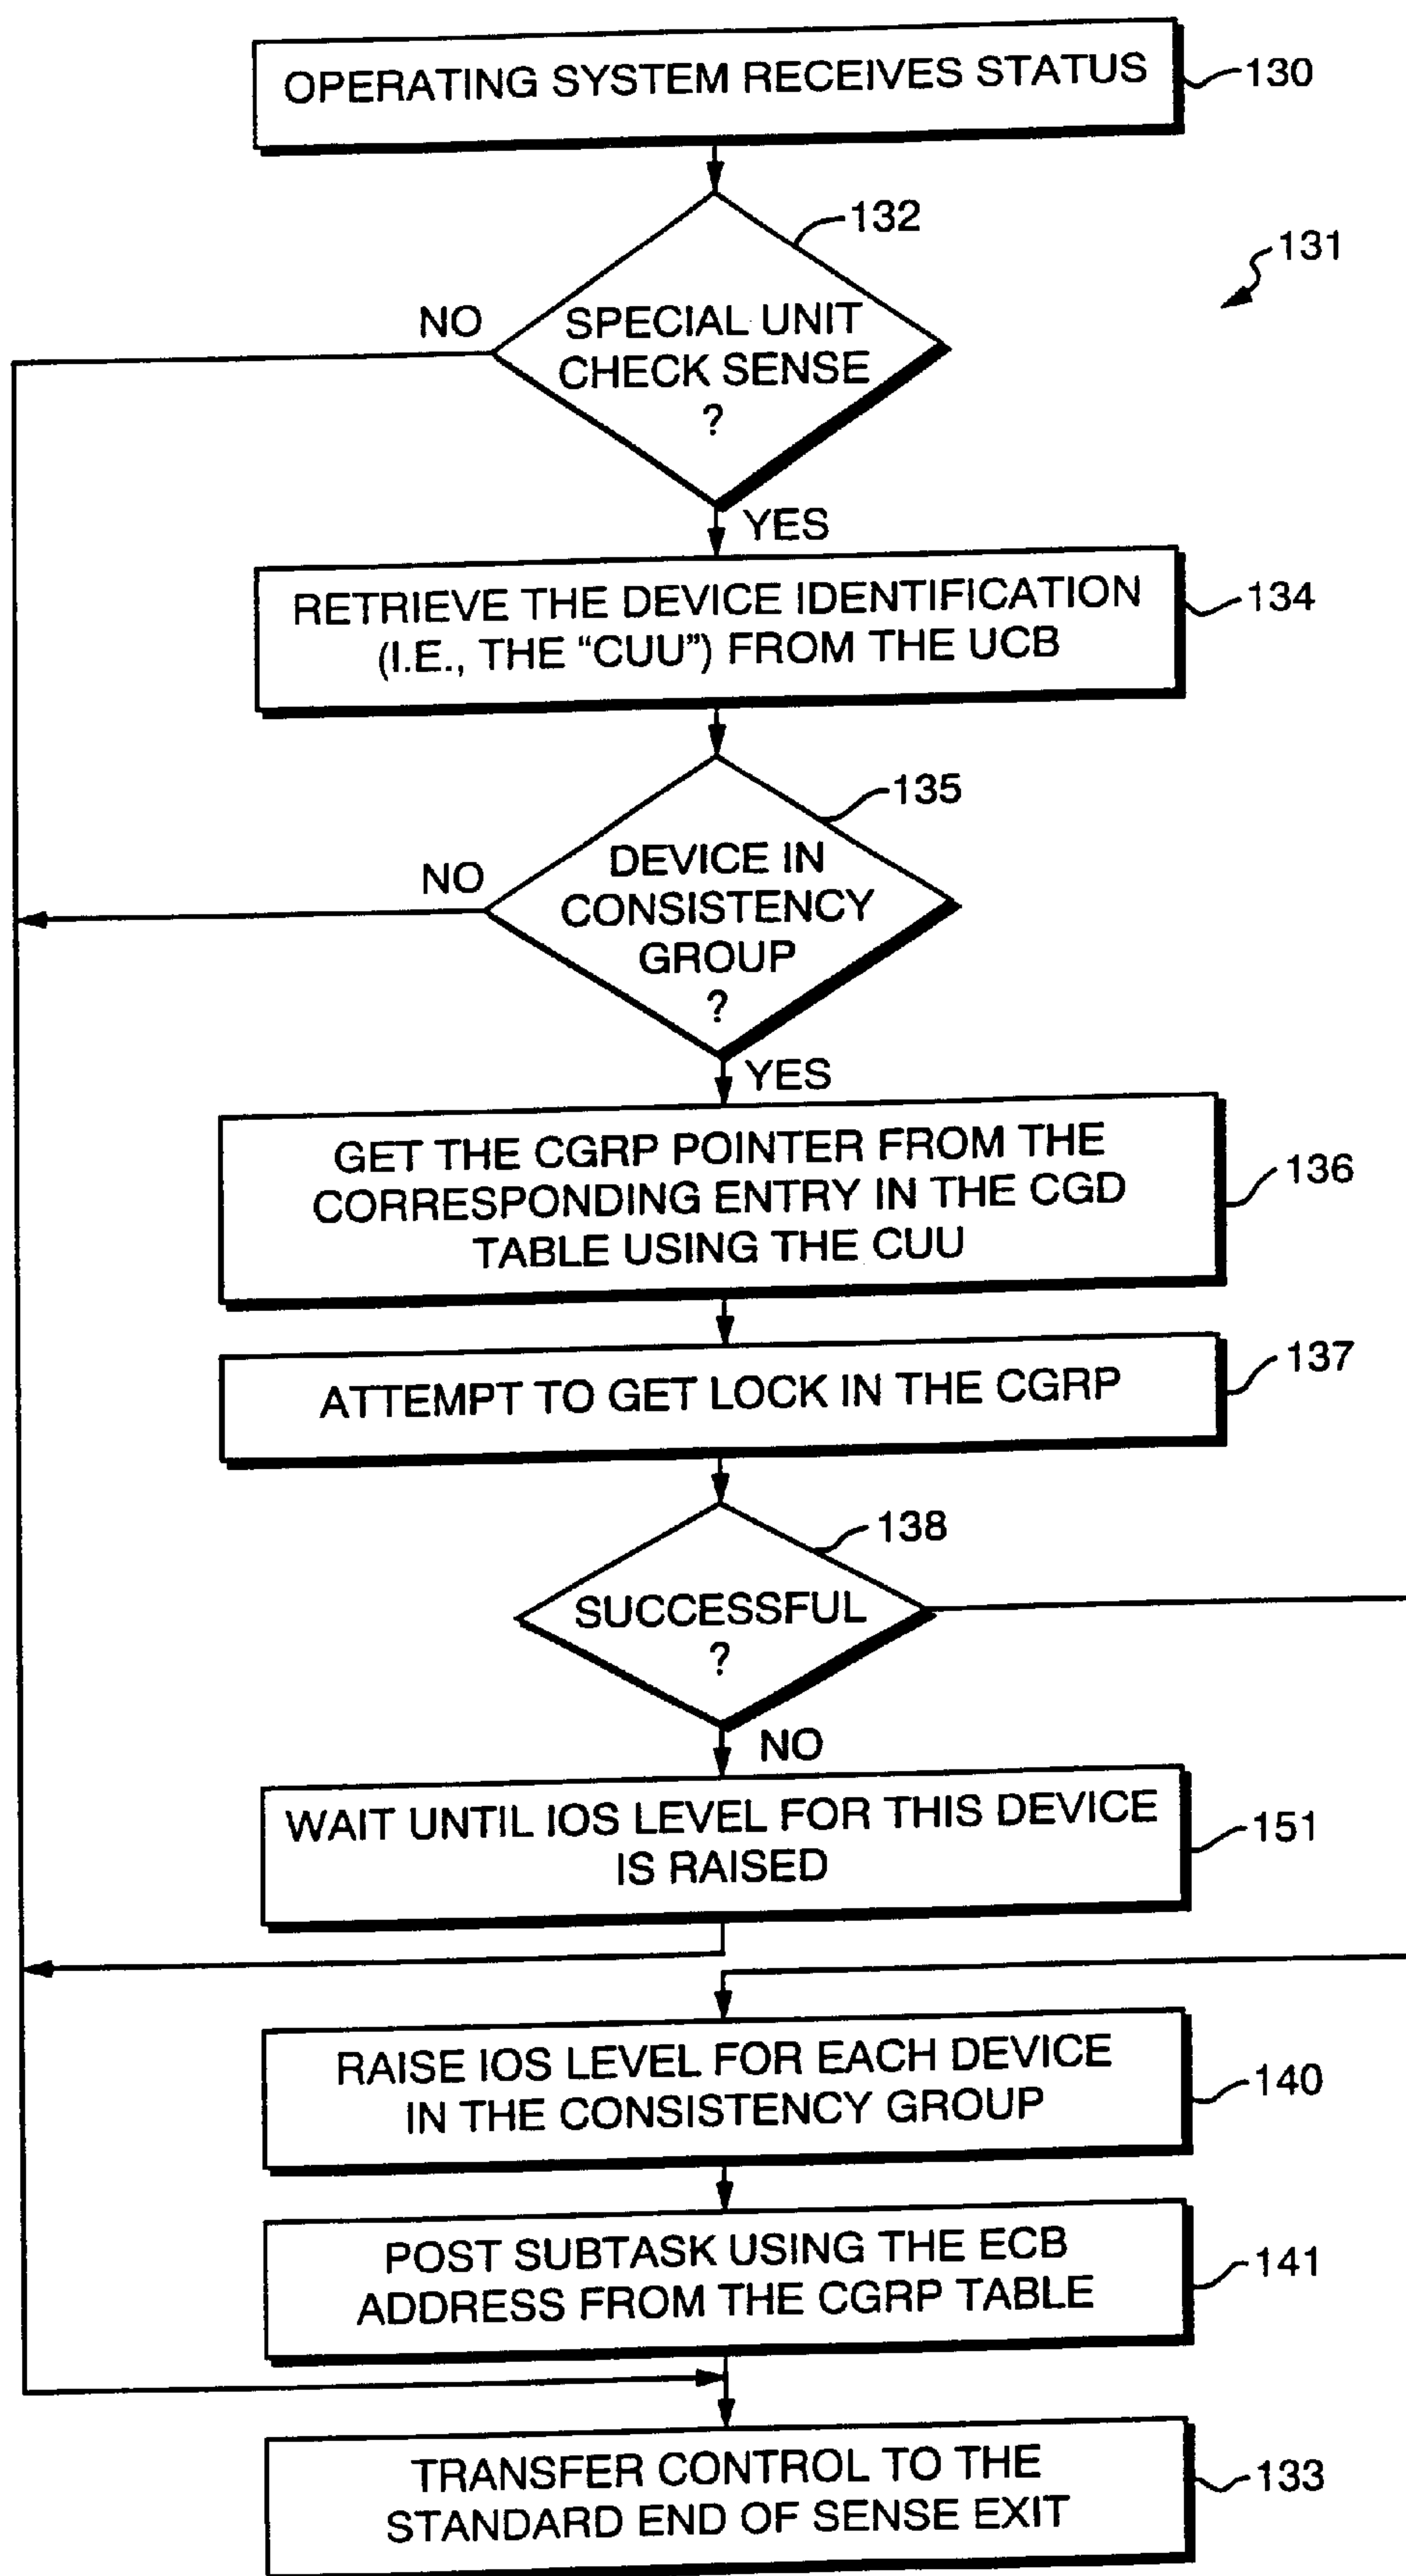 OPERATING SYSTEM RECEIVES STATUS
130
132
131
NO
SPECIAL UNIT
CHECK SENSE
?
YES
RETRIEVE THE DEVICE IDENTIFICATION
(I.E., THE “CUU”) FROM THE UCB
134
135
NO
DEVICE IN
CONSISTENCY
GROUP
?
YES
GET THE CGRP POINTER FROM THE
CORRESPONDING ENTRY IN THE CGD
TABLE USING THE CUU
136
ATTEMPT TO GET LOCK IN THE CGRP
137
138
SUCCESSFUL
?
NO
WAIT UNTIL IOS LEVEL FOR THIS DEVICE
IS RAISED
151
RAISE IOS LEVEL FOR EACH DEVICE
IN THE CONSISTENCY GROUP
140
POST SUBTASK USING THE ECB
ADDRESS FROM THE CGRP TABLE
141
TRANSFER CONTROL TO THE
STANDARD END OF SENSE EXIT
133